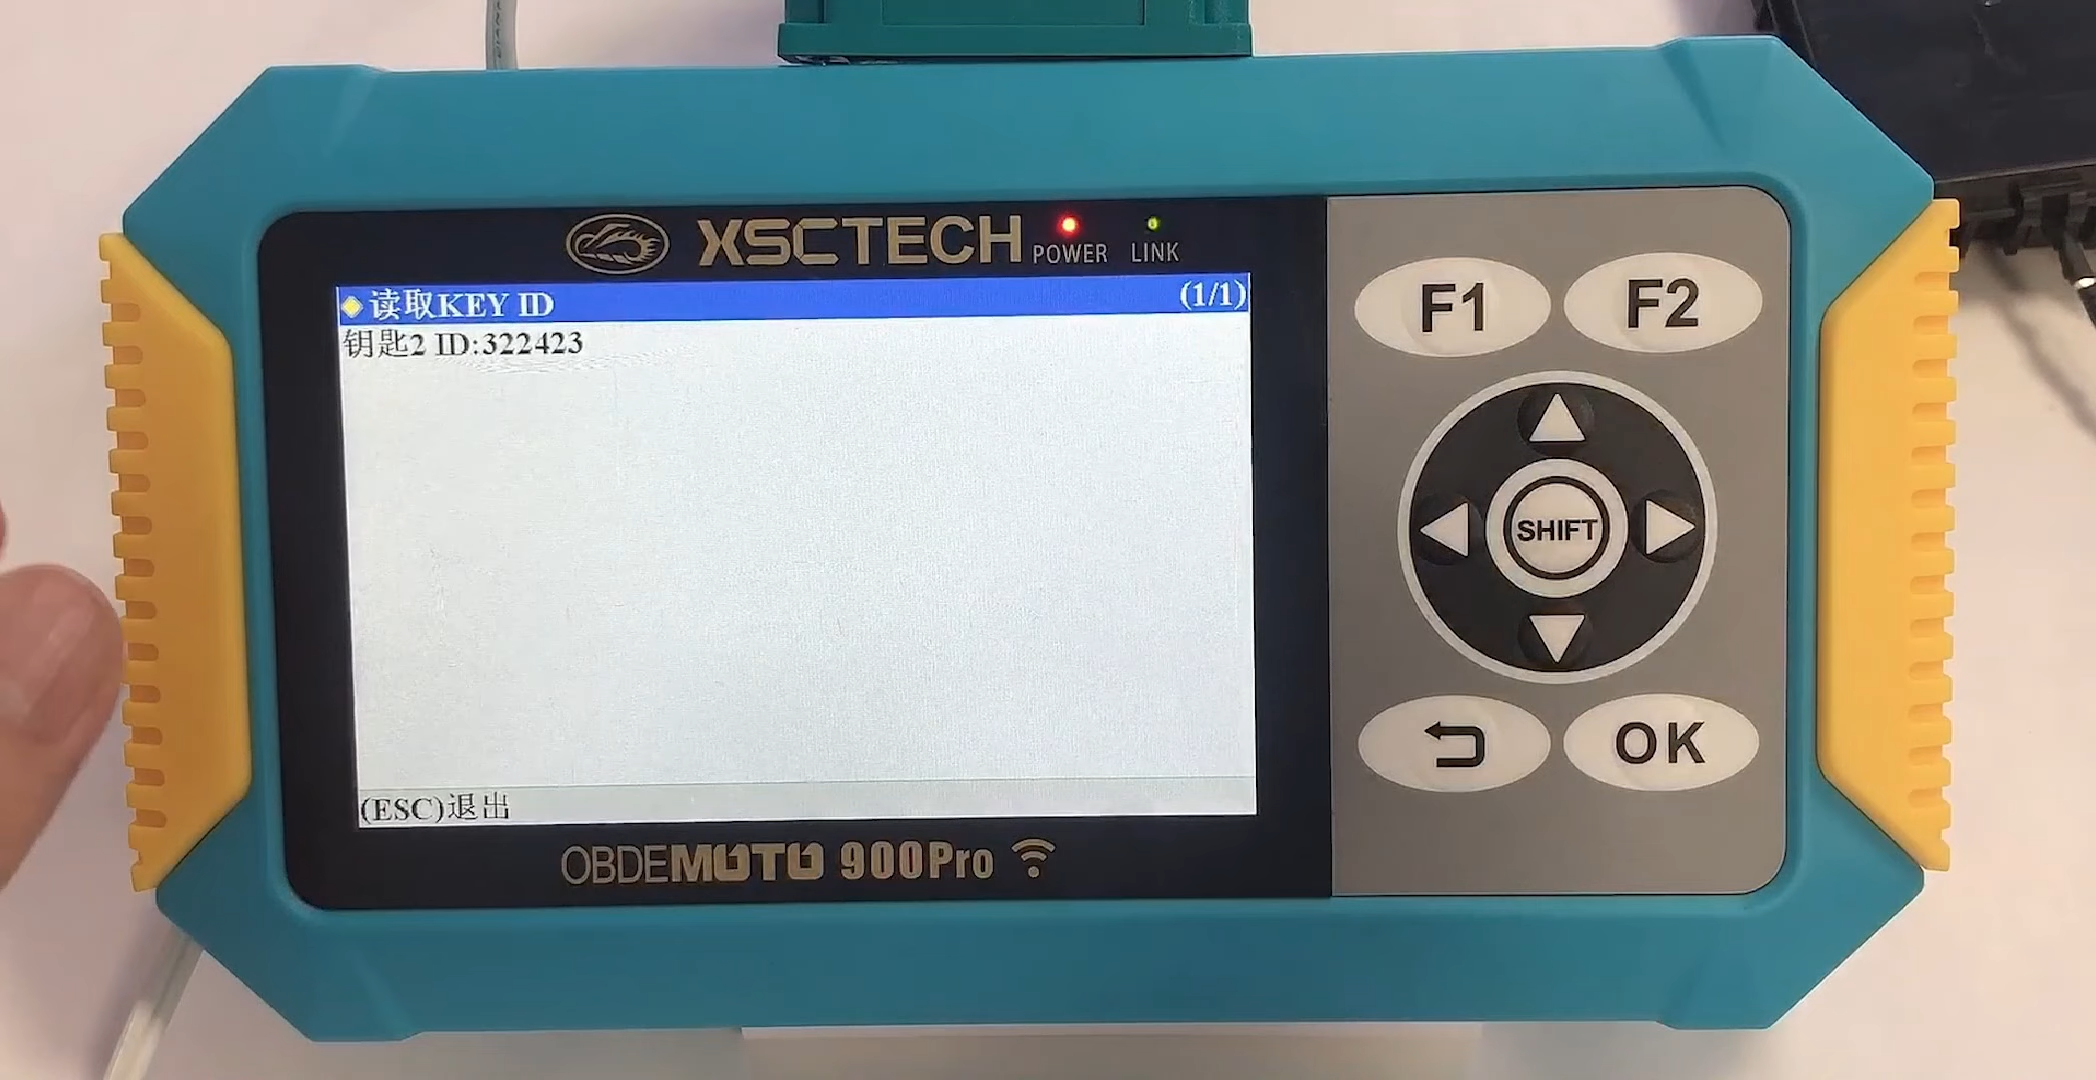 XSCTECH
POWER LINK
读取KEY ID (1/1)
钥匙2 ID:322423
(ESC)退出
OBDEMOTO 900Pro
F1 F2
SHIFT
OK